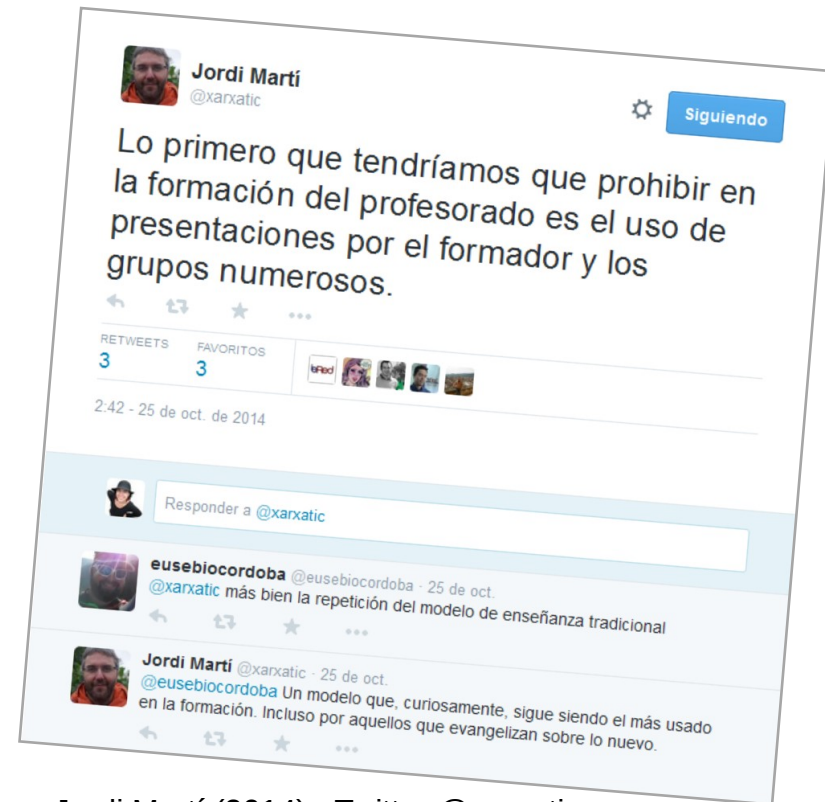 Jordi Martí
@xarxatic
Siguiendo
Lo primero que tendríamos que prohibir en
la formación del profesorado es el uso de
presentaciones por el formador y los
grupos numerosos.
RETWEETS FAVORITOS
3 3
2:42 - 25 de oct. de 2014
Responder a @xarxatic
eusebiocordoba @eusebiocordoba · 25 de oct.
@xarxatic más bien la repetición del modelo de enseñanza tradicional
Jordi Martí @xarxatic · 25 de oct.
@eusebiocordoba Un modelo que, curiosamente, sigue siendo el más usado
en la formación. Incluso por aquellos que evangelizan sobre lo nuevo.
Jordi Martí (2014)